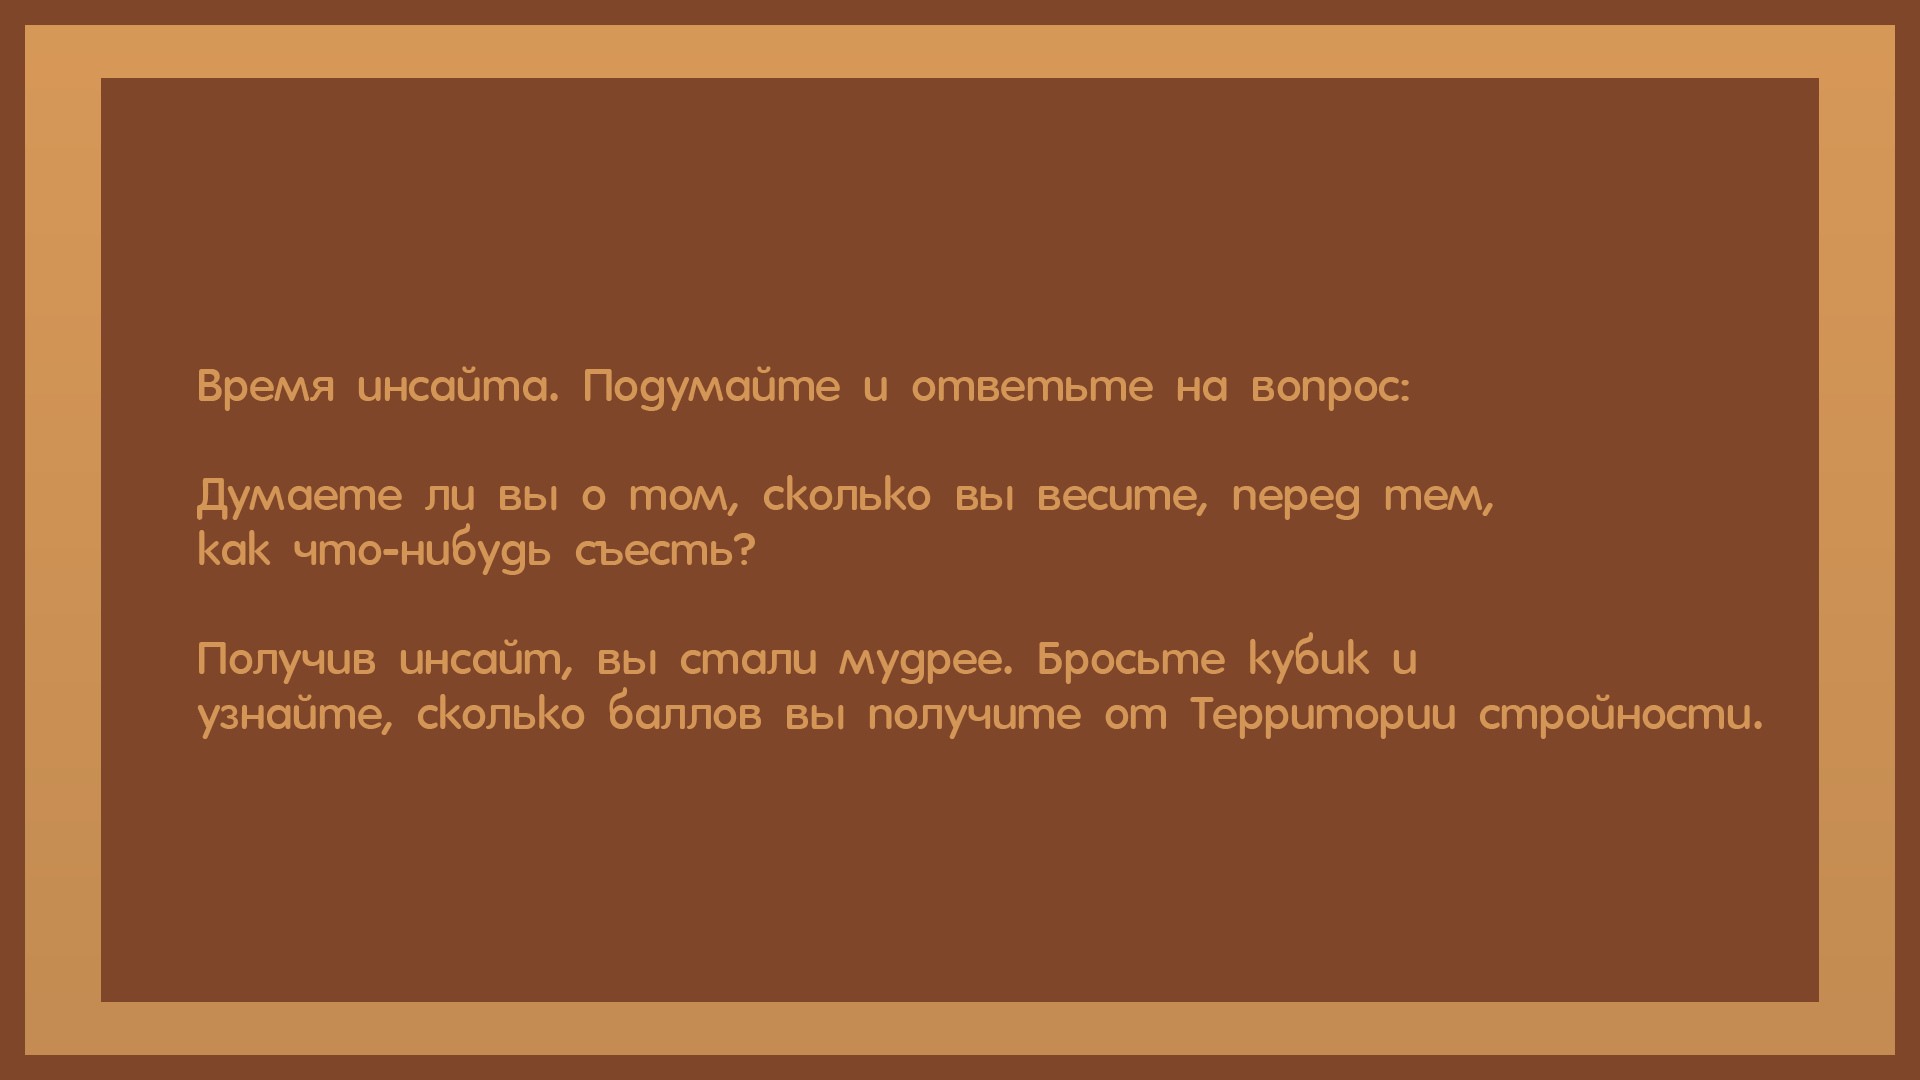 Время инсайта. Подумайте и ответьте на вопрос:
Думаете ли вы о том, сколько вы весите, перед тем,
как что-нибудь съесть?
Получив инсайт, вы стали мудрее. Бросьте кубик и
узнайте, сколько баллов вы получите от Территории стройности.